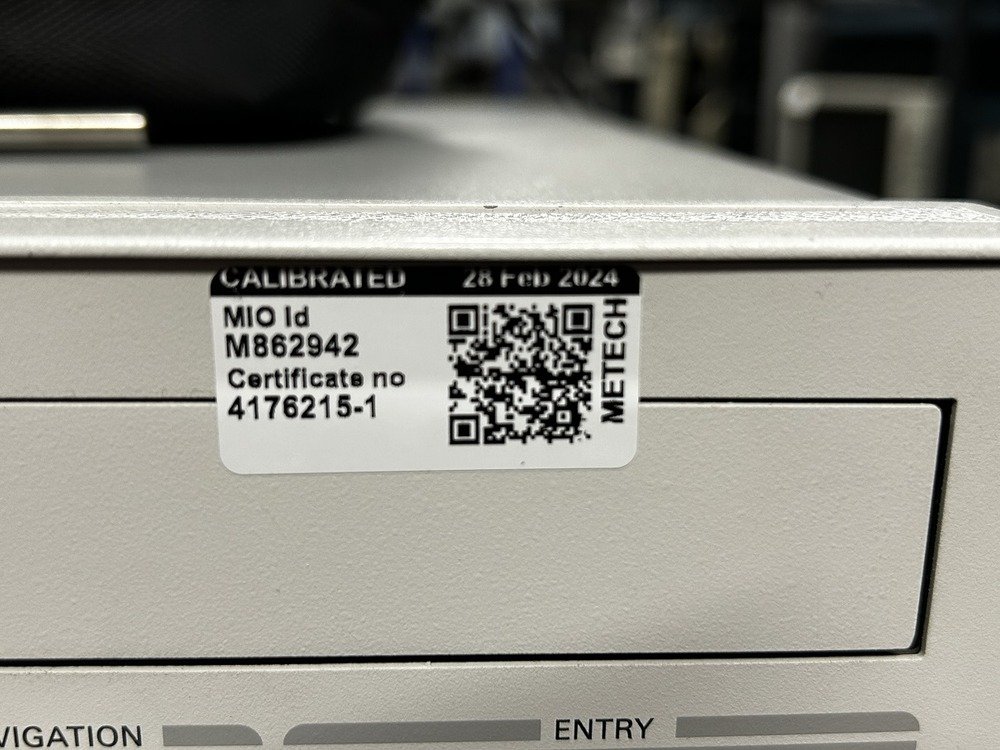 CALIBRATED 28 Feb 2024
MIO Id
M862942
Certificate no
4176215-1
METECH
VIGATION
ENTRY